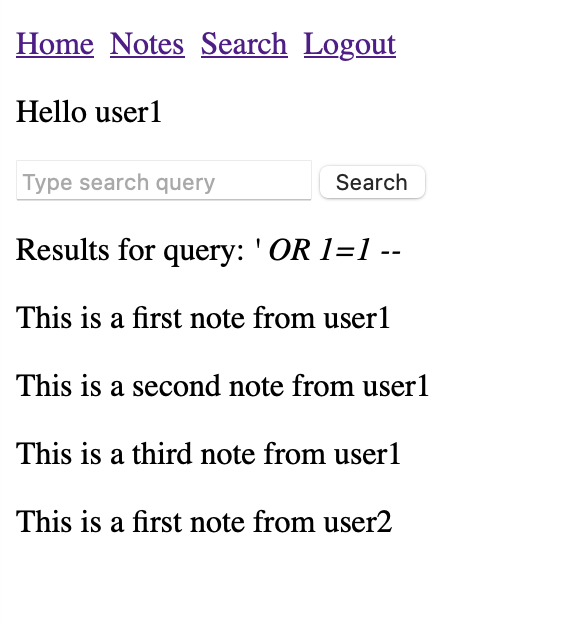 Home Notes Search Logout
Hello user1
Type search query Search
Results for query: ' OR 1=1 --
This is a first note from user1
This is a second note from user1
This is a third note from user1
This is a first note from user2